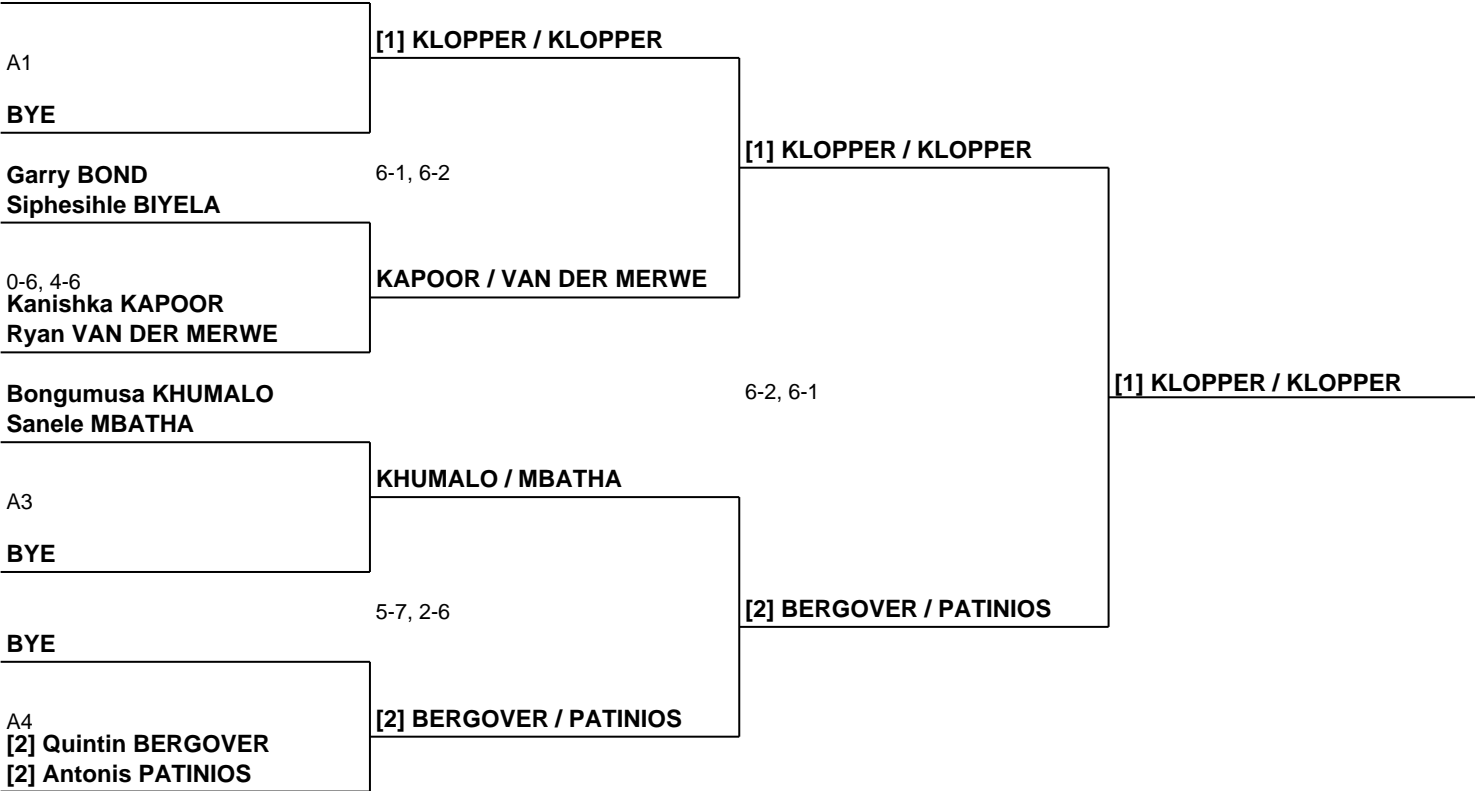 [1] KLOPPER / KLOPPER
A1
BYE
[1] KLOPPER / KLOPPER
Garry BOND
Siphesihle BIYELA
6-1, 6-2
0-6, 4-6
KAPOOR / VAN DER MERWE
Kanishka KAPOOR
Ryan VAN DER MERWE
[1] KLOPPER / KLOPPER
Bongumusa KHUMALO
Sanele MBATHA
6-2, 6-1
KHUMALO / MBATHA
A3
BYE
5-7, 2-6
[2] BERGOVER / PATINIOS
BYE
A4
[2] BERGOVER / PATINIOS
[2] Quintin BERGOVER
[2] Antonis PATINIOS